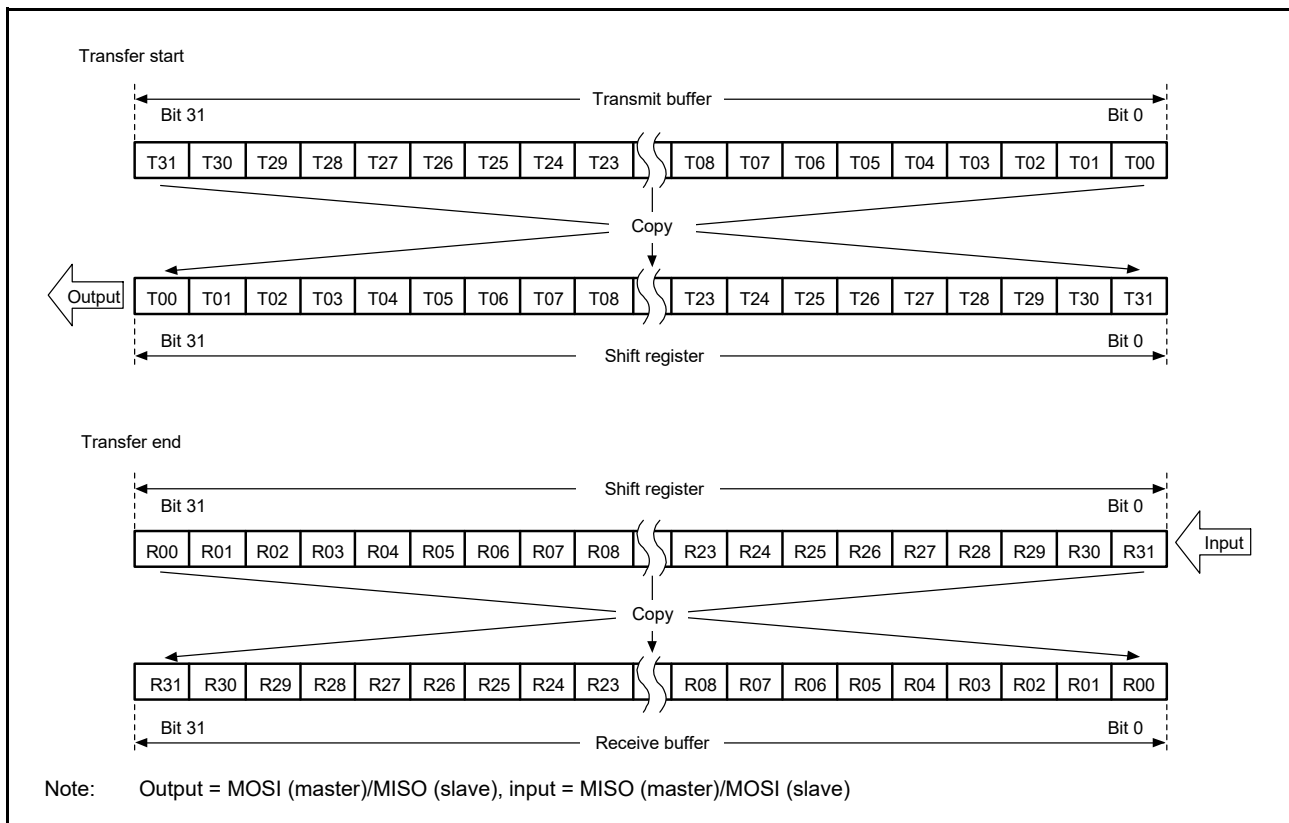 Transfer start
Transmit buffer
Bit 31 Bit 0
T31 T30 T29 T28 T27 T26 T25 T24 T23 T08 T07 T06 T05 T04 T03 T02 T01 T00
Copy
Output T00 T01 T02 T03 T04 T05 T06 T07 T08 T23 T24 T25 T26 T27 T28 T29 T30 T31
Bit 31 Bit 0
Shift register
Transfer end
Shift register
Bit 31 Bit 0
R00 R01 R02 R03 R04 R05 R06 R07 R08 R23 R24 R25 R26 R27 R28 R29 R30 R31 Input
Copy
R31 R30 R29 R28 R27 R26 R25 R24 R23 R08 R07 R06 R05 R04 R03 R02 R01 R00
Bit 31 Bit 0
Receive buffer
Note: Output = MOSI (master)/MISO (slave), input = MISO (master)/MOSI (slave)